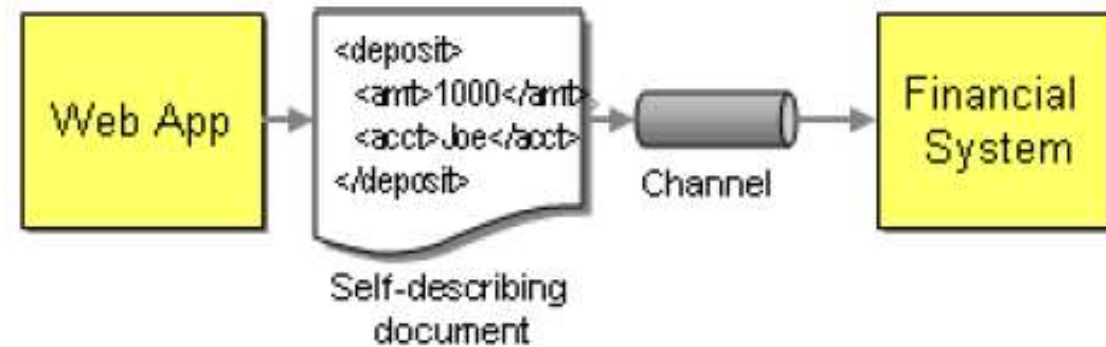 Web App
<deposit>
<amt>1000</amt>
<acct>Joe</acct>
</deposit>
Self-describing
document
Channel
Financial
System